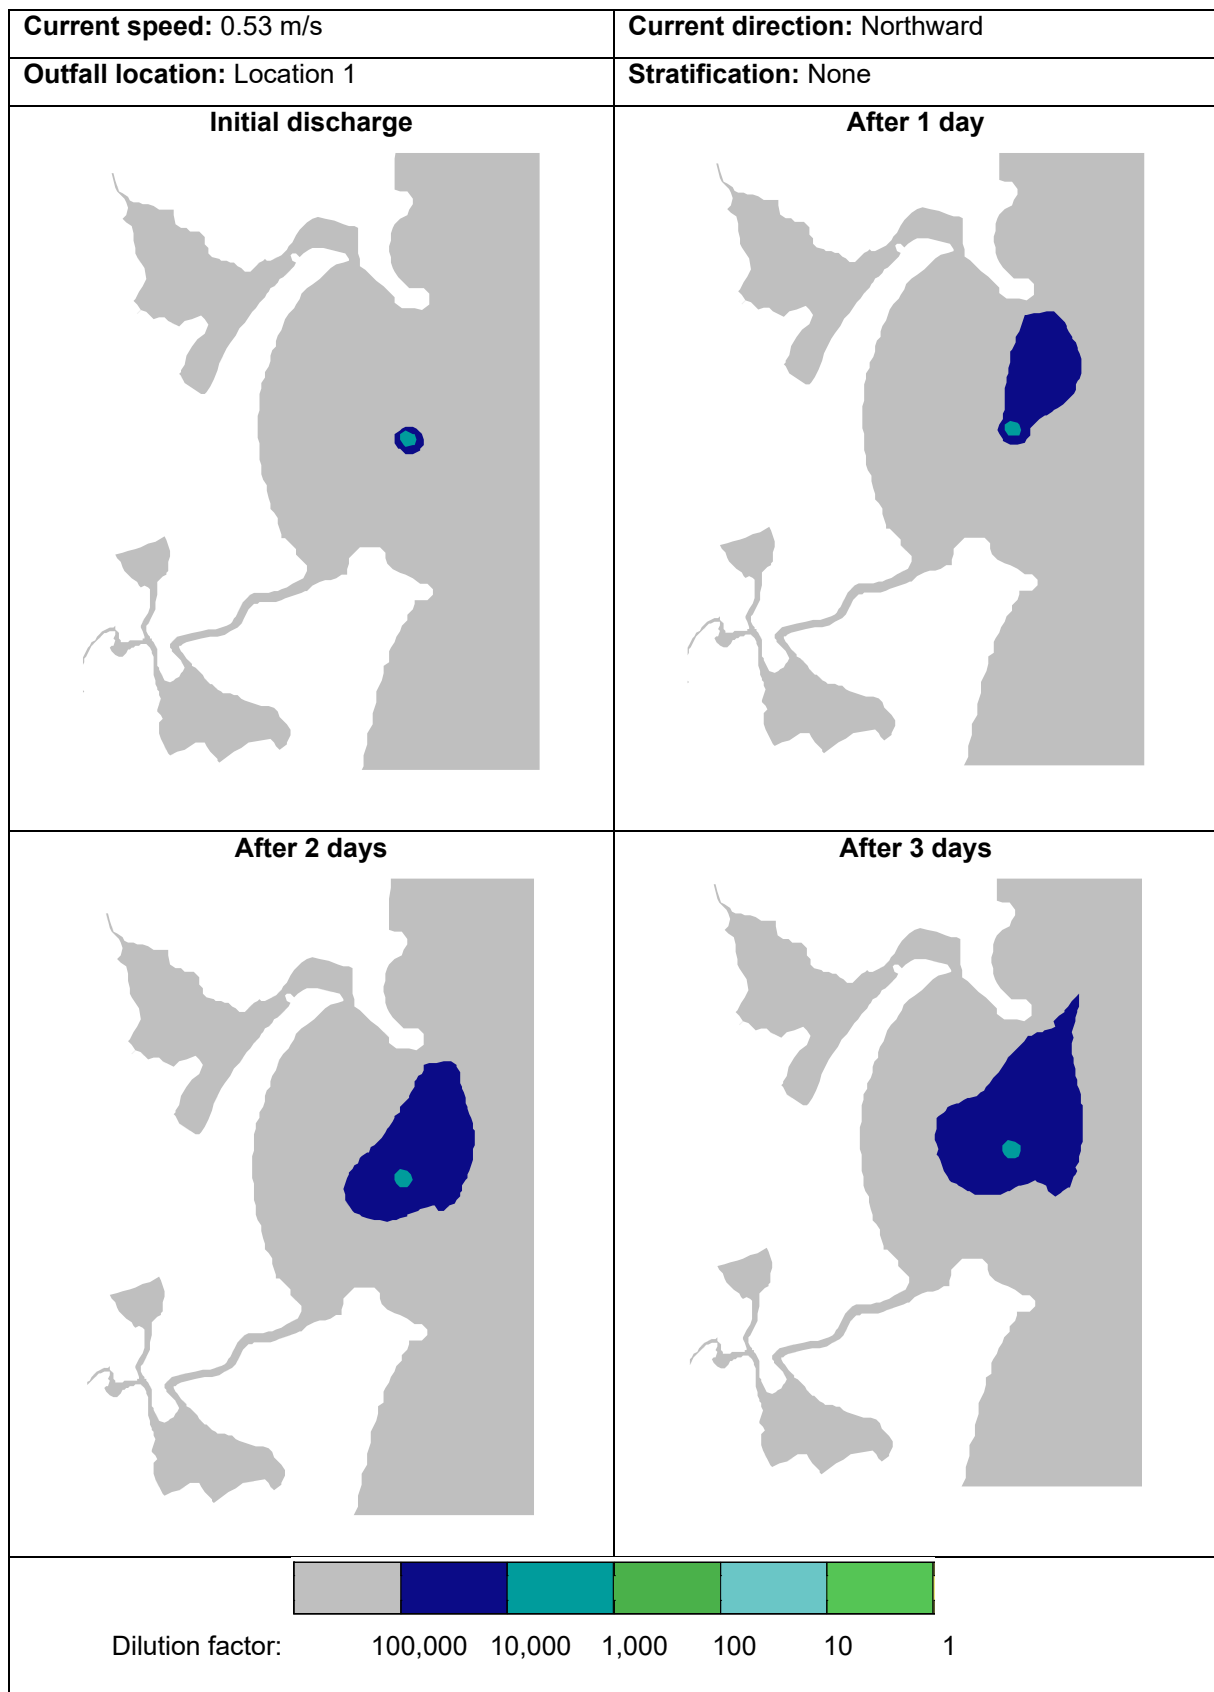 Current speed: 0.53 m/s
Current direction: Northward
Outfall location: Location 1
Stratification: None
Initial discharge
After 1 day
After 2 days
After 3 days
Dilution factor: 100,000 10,000 1,000 100 10 1